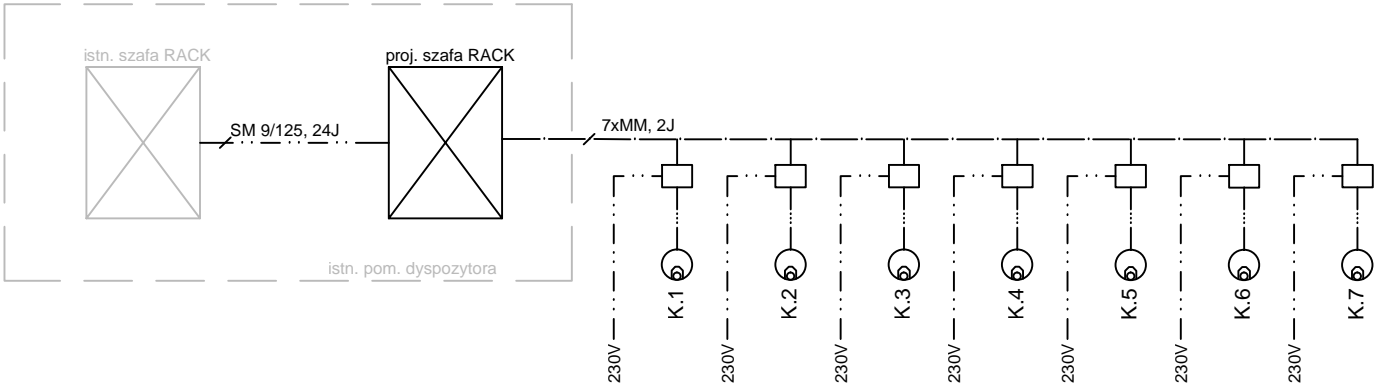 istn. szafa RACK
proj. szafa RACK
SM 9/125, 24J
7xMM, 2J
istn. pom. dyspozytora
K.1
K.2
K.3
K.4
K.5
K.6
K.7
230V
230V
230V
230V
230V
230V
230V